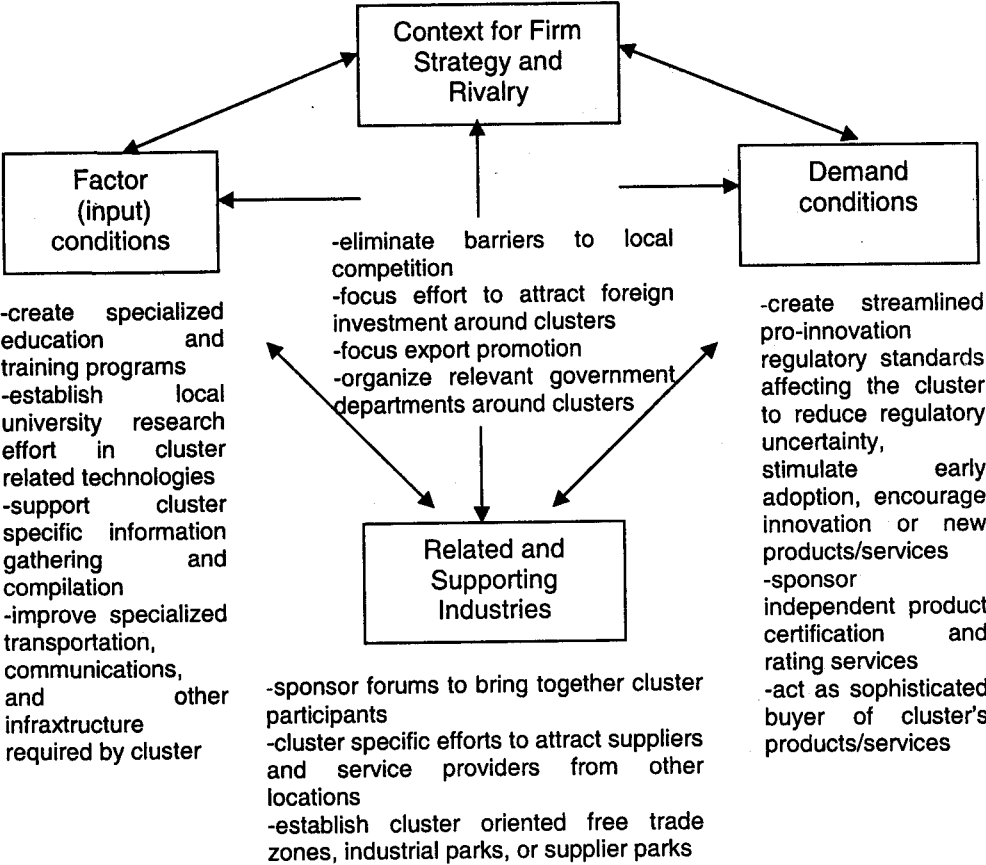 Context for Firm
Strategy and
Rivalry
Factor
(input)
conditions
Demand
conditions
-eliminate barriers to local
competition
-focus effort to attract foreign
investment around clusters
-focus export promotion
-organize relevant government
departments around clusters
-create specialized
education and
training programs
-establish local
university research
effort in cluster
related technologies
-support cluster
specific information
gathering and
compilation
-improve specialized
transportation,
communications,
and other
infraxtructure
required by cluster
-create streamlined
pro-innovation
regulatory standards
affecting the cluster
to reduce regulatory
uncertainty,
stimulate early
adoption, encourage
innovation or new
products/services
-sponsor
independent product
certification and
rating services
-act as sophisticated
buyer of cluster's
products/services
Related and
Supporting
Industries
-sponsor forums to bring together cluster
participants
-cluster specific efforts to attract suppliers
and service providers from other
locations
-establish cluster oriented free trade
zones, industrial parks, or supplier parks